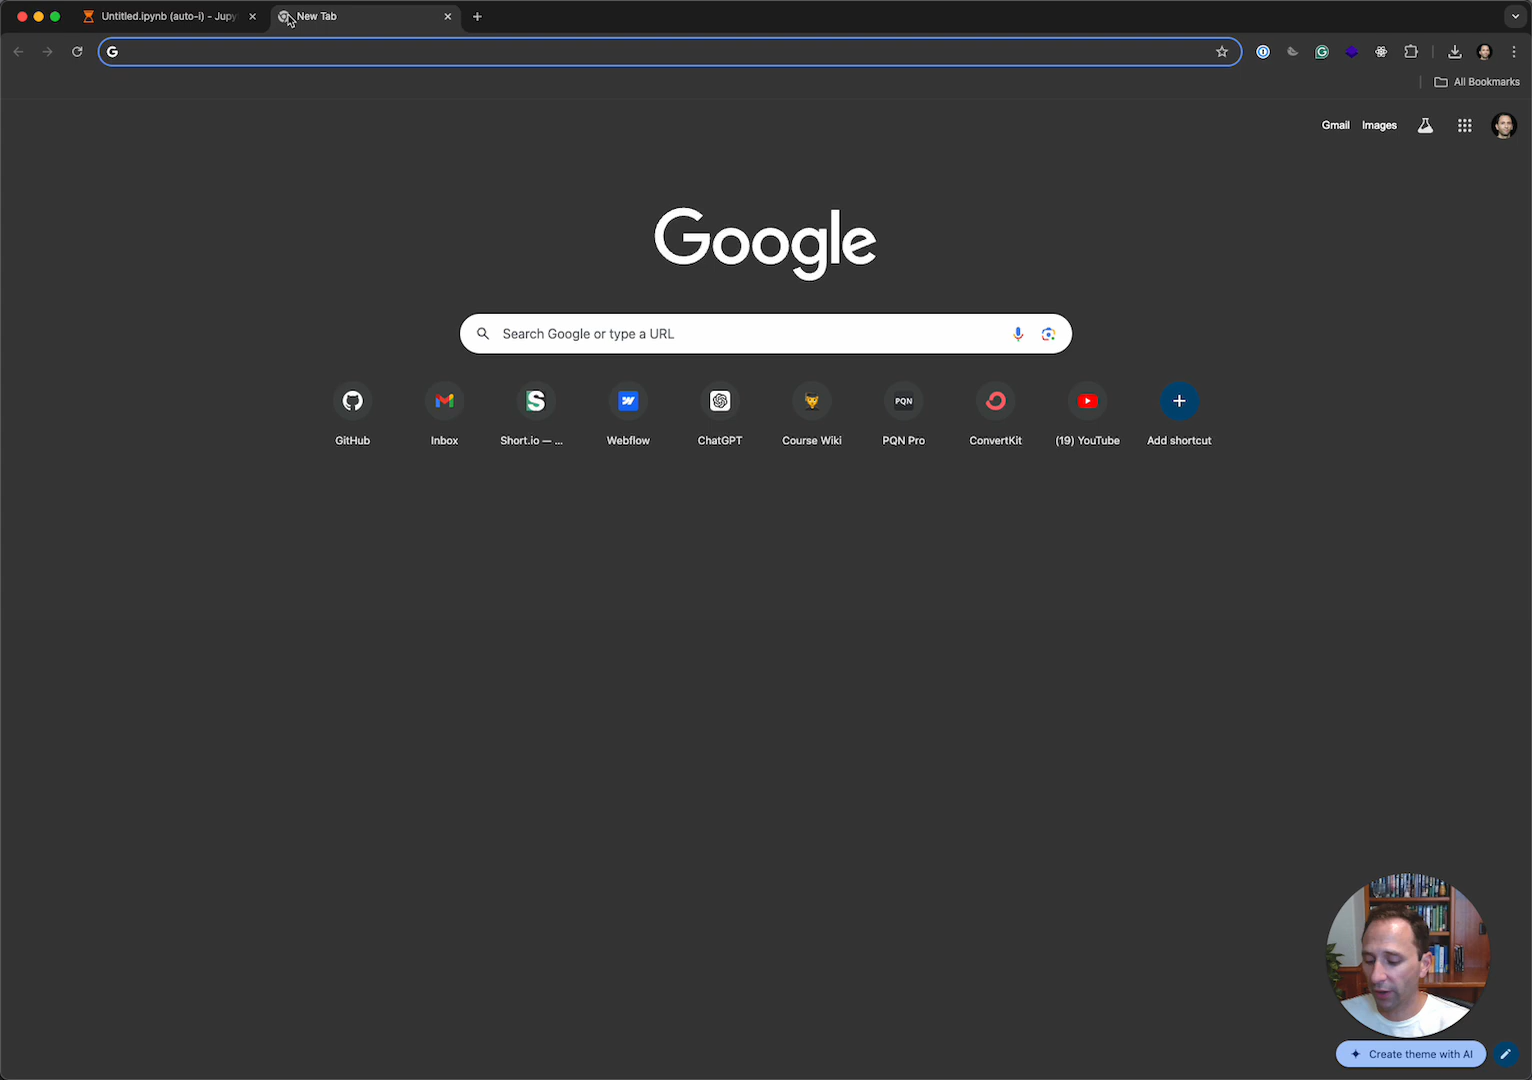 Untitled.ipynb (auto-i) - Jupy
New Tab
All Bookmarks
Gmail
Images
Google
Search Google or type a URL
GitHub
Inbox
Short.io — ...
Webflow
ChatGPT
Course Wiki
PQN
PQN Pro
ConvertKit
(19) YouTube
Add shortcut
Create theme with AI